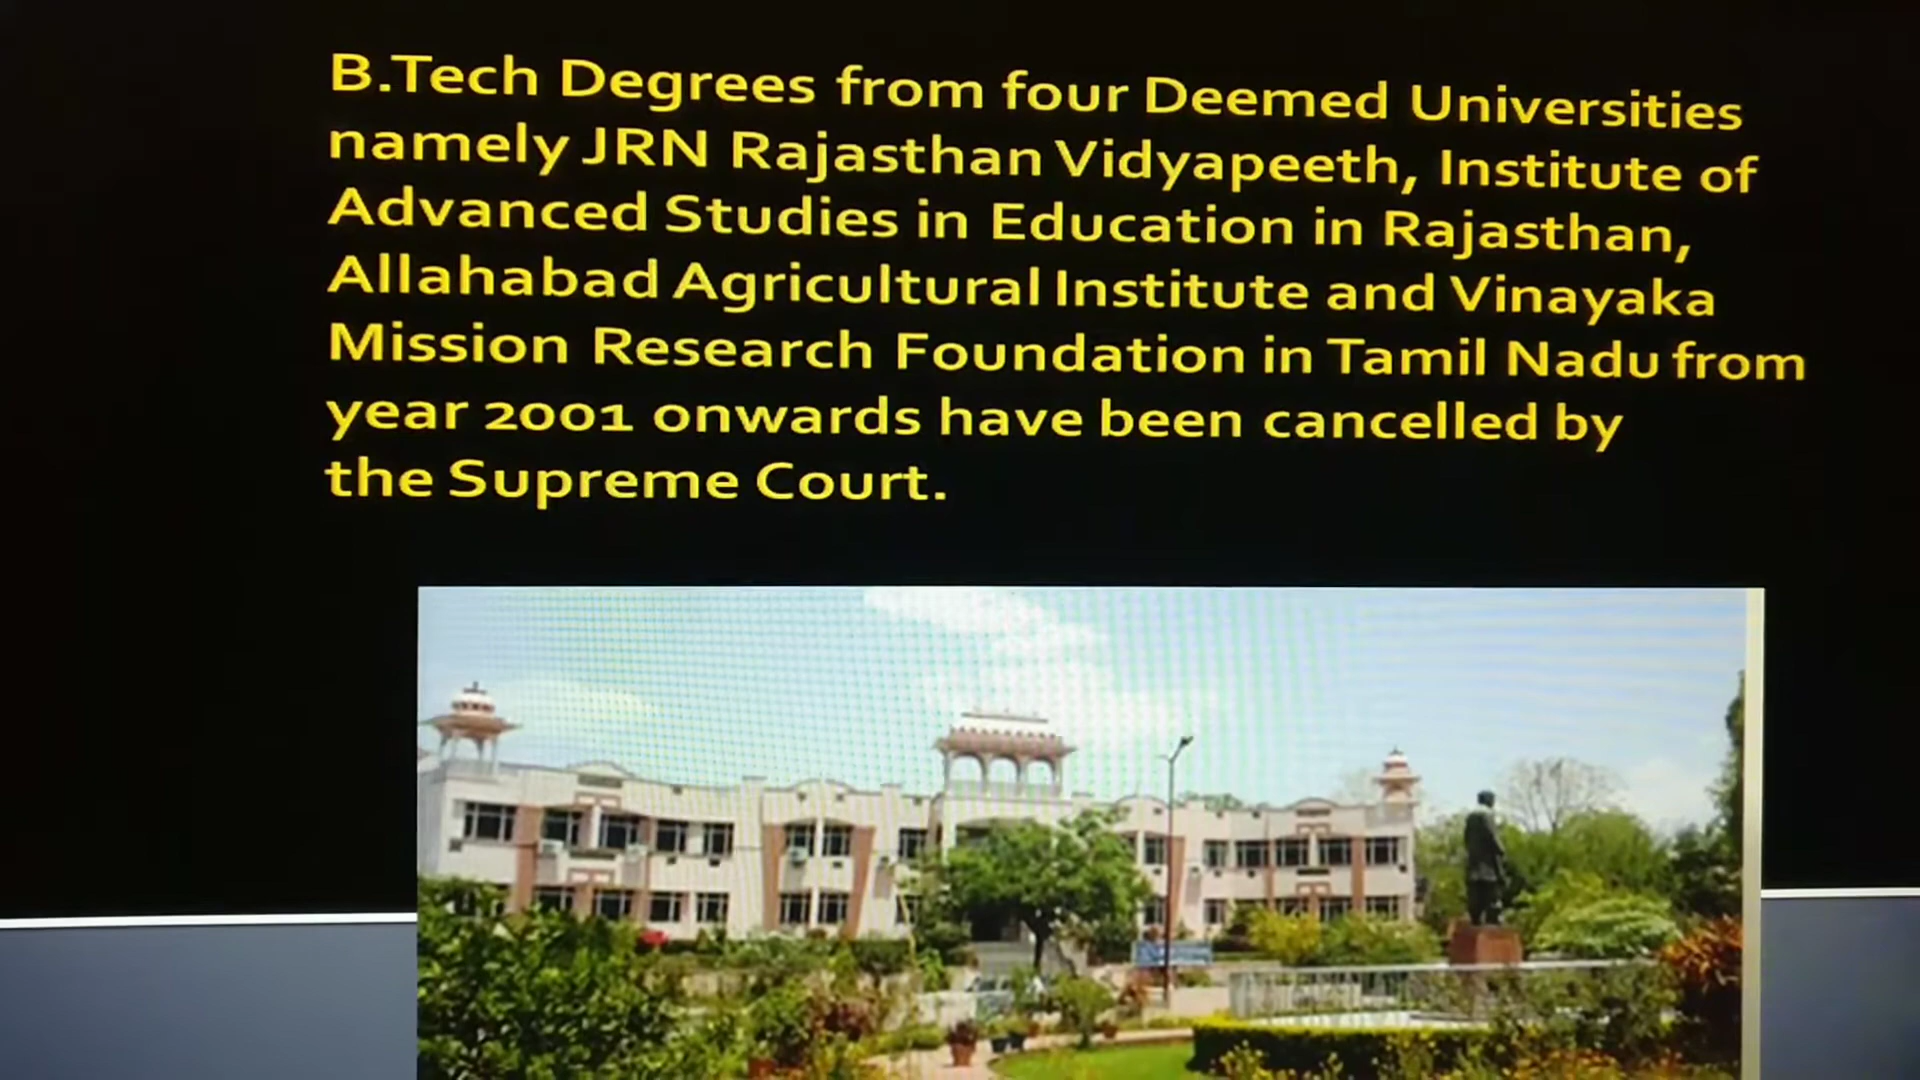 B.Tech Degrees from four Deemed Universities
namely JRN Rajasthan Vidyapeeth, Institute of
Advanced Studies in Education in Rajasthan,
Allahabad Agricultural Institute and Vinayaka
Mission Research Foundation in Tamil Nadu from
year 2001 onwards have been cancelled by
the Supreme Court.